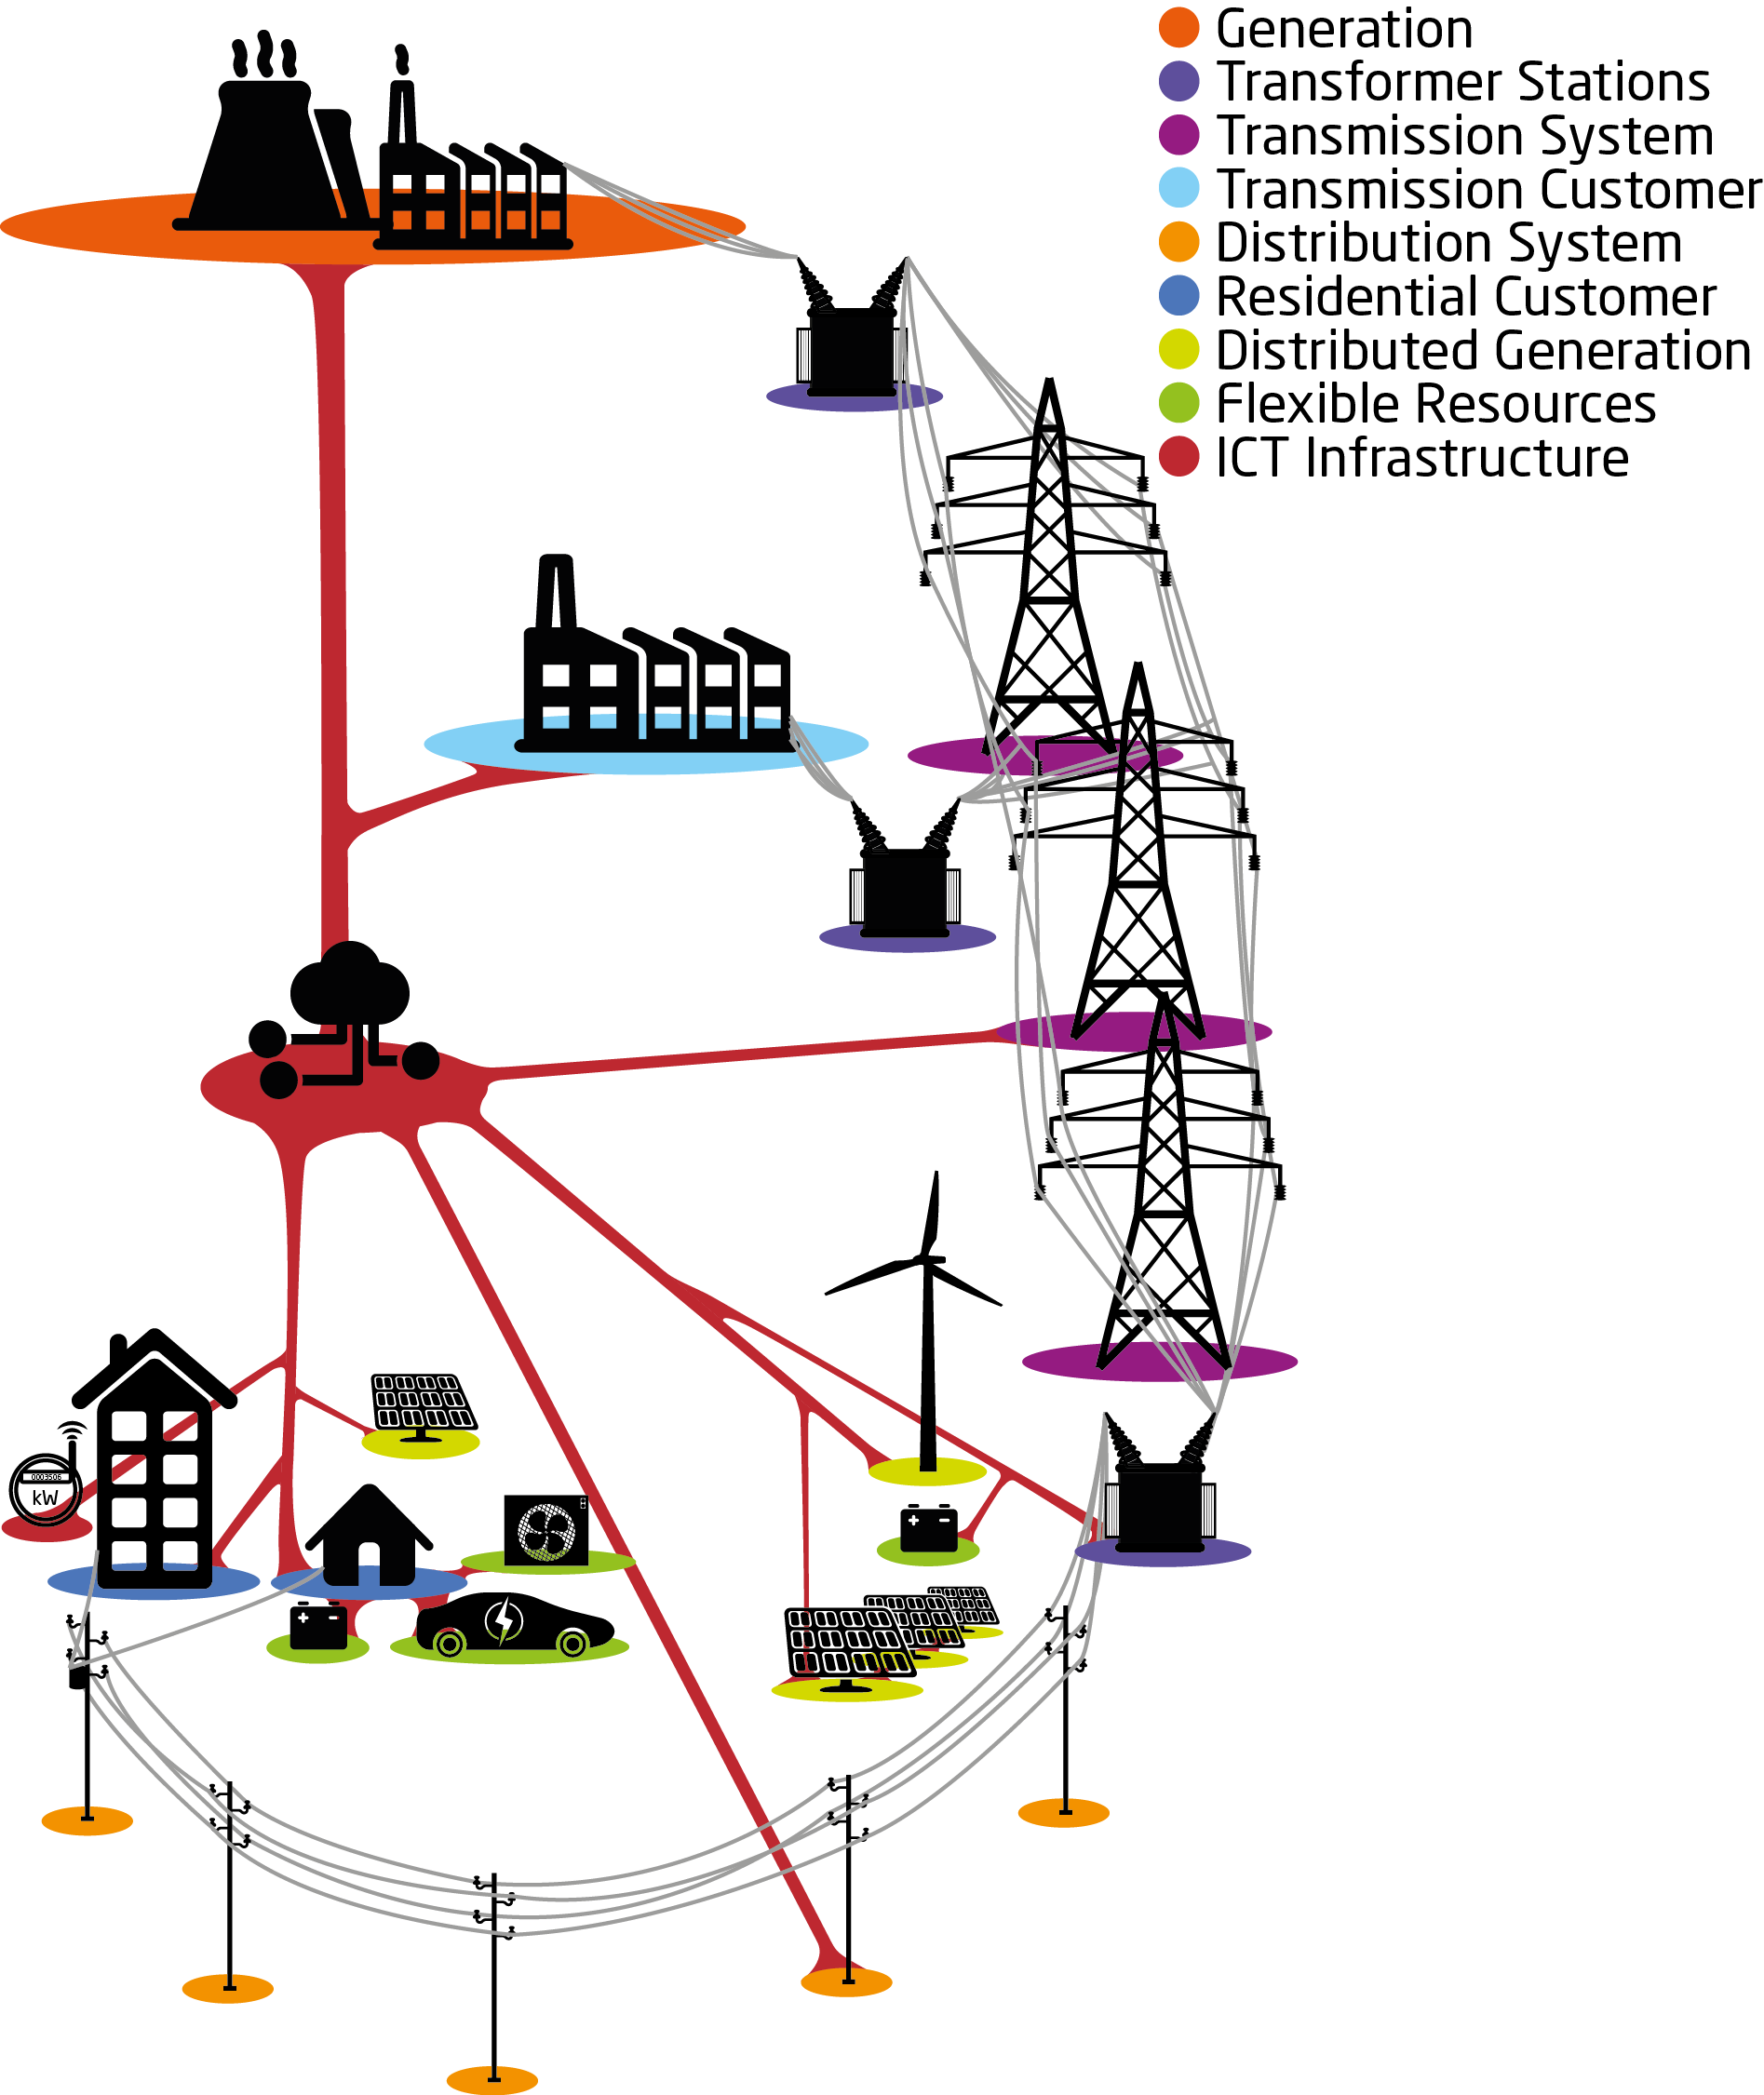 Generation
Transformer Stations
Transmission System
Transmission Customer
Distribution System
Residential Customer
Distributed Generation
Flexible Resources
ICT Infrastructure
0003506
kW